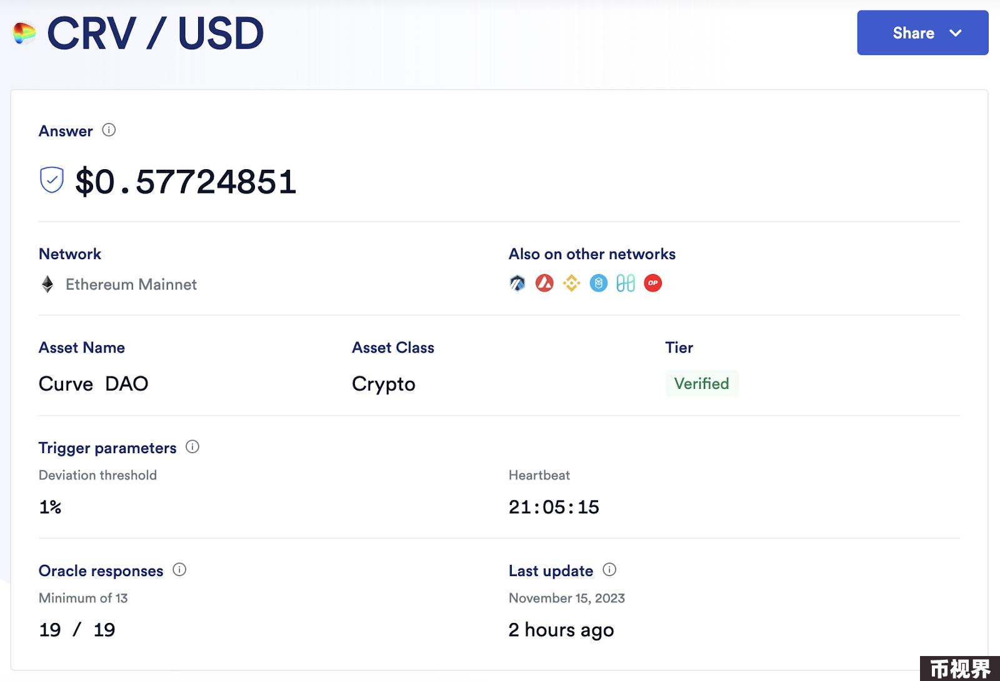 CRV / USD
Share
Answer
$0.57724851
Network
Also on other networks
Ethereum Mainnet
OP
Asset Name
Asset Class
Tier
Curve DAO
Crypto
Verified
Trigger parameters
Deviation threshold
Heartbeat
1%
21:05:15
Oracle responses
Last update
Minimum of 13
November 15, 2023
19 / 19
2 hours ago
币视界